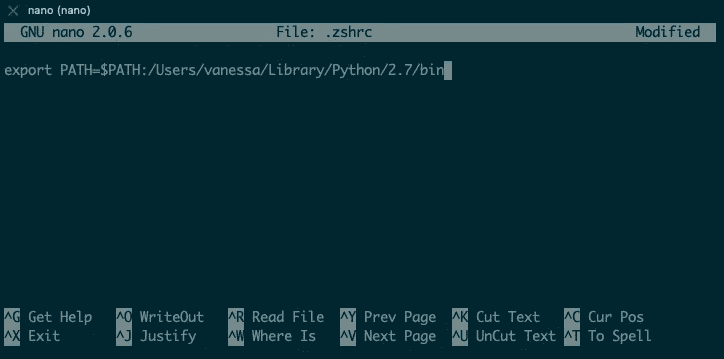 nano (nano)
GNU nano 2.0.6 File: .zshrc Modified
export PATH=$PATH:/Users/vanessa/Library/Python/2.7/bin
^G Get Help ^O WriteOut ^R Read File ^Y Prev Page ^K Cut Text ^C Cur Pos
^X Exit ^J Justify ^W Where Is ^V Next Page ^U UnCut Text ^T To Spell